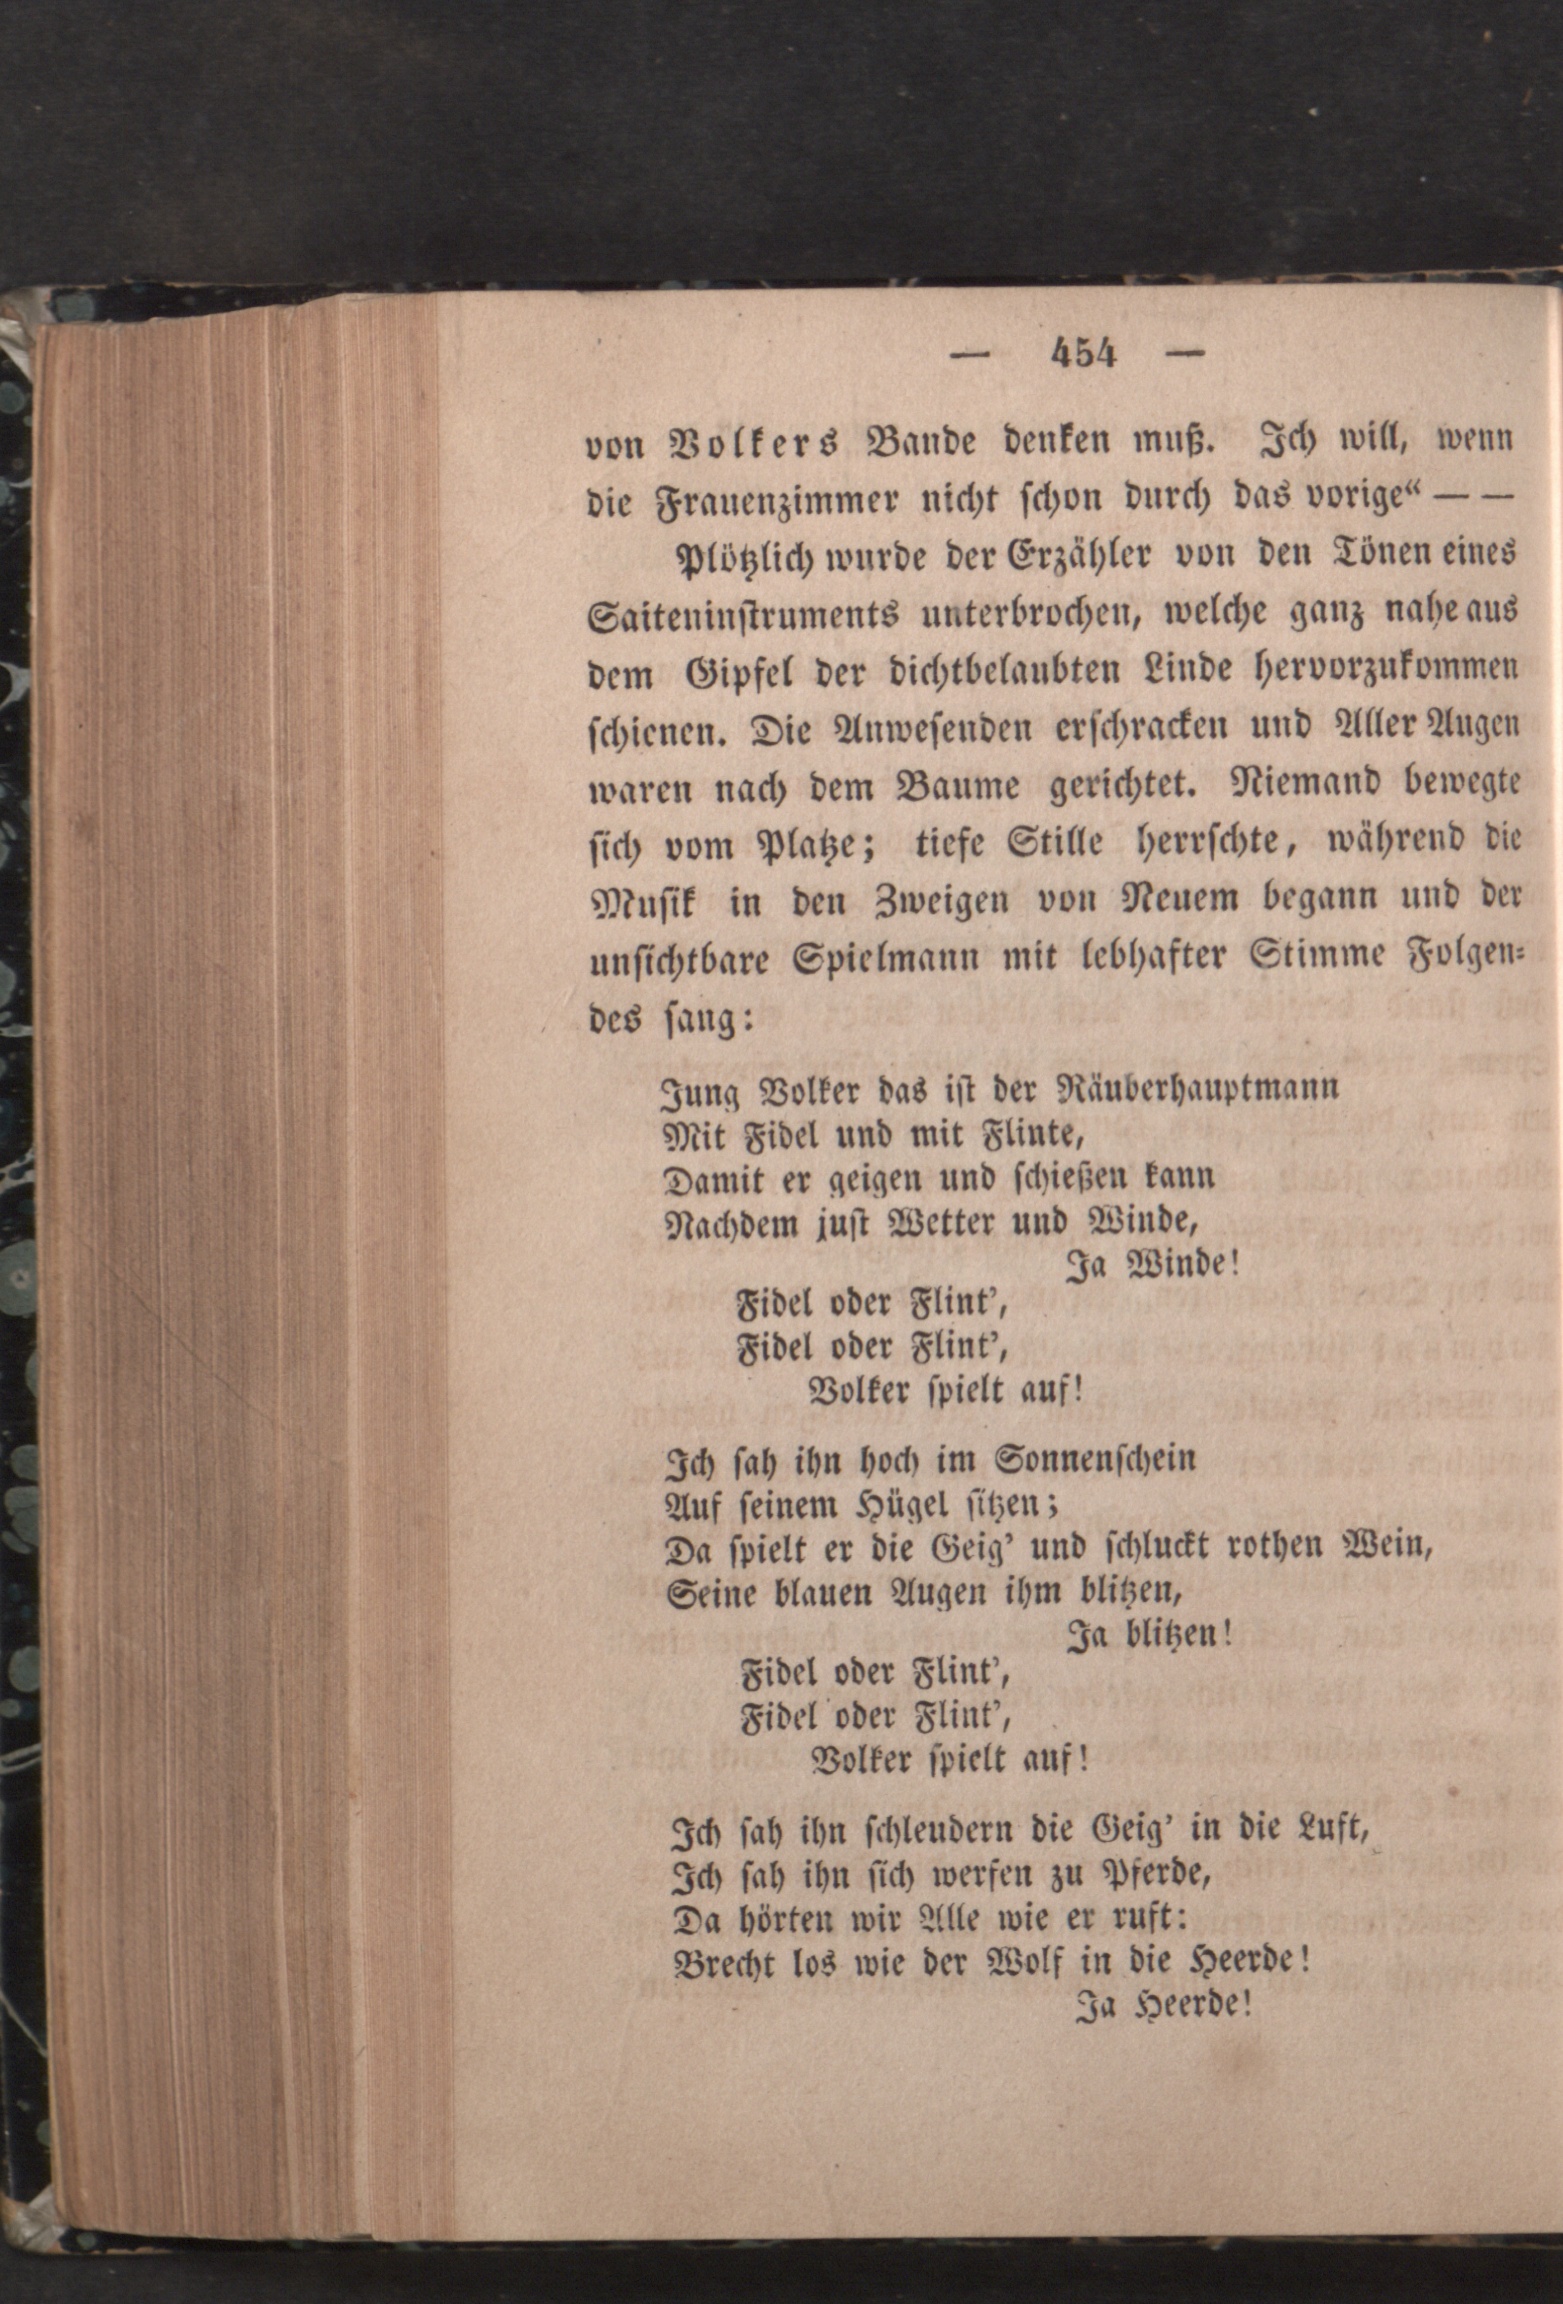 — 454 —
von Volkers Bande denken muß. Ich will, wenn
die Frauenzimmer nicht ſchon durch das vorige“ — —
Plötzlich wurde der Erzähler von den Tönen eines
Saiteninſtruments unterbrochen, welche ganz nahe aus
dem Gipfel der dichtbelaubten Linde hervorzukommen
ſchienen. Die Anweſenden erſchracken und Aller Augen
waren nach dem Baume gerichtet. Niemand bewegte
ſich vom Platze; tiefe Stille herrſchte, während die
Muſik in den Zweigen von Neuem begann und der
unſichtbare Spielmann mit lebhafter Stimme Folgen⸗
des ſang:
Jung Volker das iſt der Räuberhauptmann
Mit Fidel und mit Flinte,
Damit er geigen und ſchießen kann
Nachdem juſt Wetter und Winde,
Ja Winde!
Fidel oder Flint’,
Fidel oder Flint’,
Volker ſpielt auf!
Ich ſah ihn hoch im Sonnenſchein
Auf ſeinem Hügel ſitzen;
Da ſpielt er die Geig’ und ſchluckt rothen Wein,
Seine blauen Augen ihm blitzen,
Ja blitzen!
Fidel oder Flint’,
Fidel oder Flint’,
Volker ſpielt auf!
Ich ſah ihn ſchleudern die Geig’ in die Luft,
Ich ſah ihn ſich werfen zu Pferde,
Da hörten wir Alle wie er ruft:
Brecht los wie der Wolf in die Heerde!
Ja Heerde!